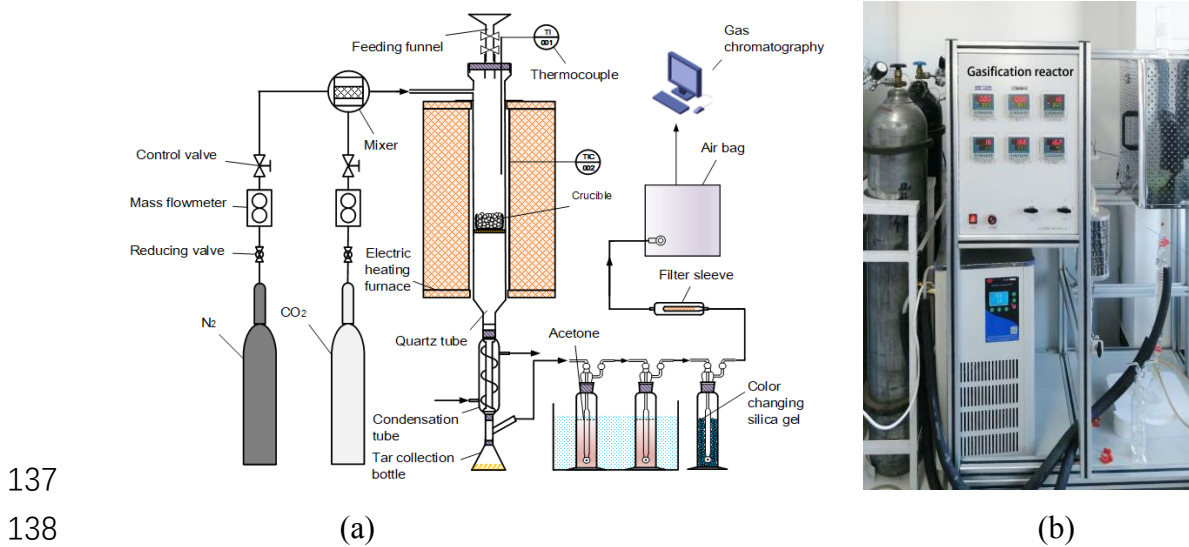 Feeding funnel
TI
001
Thermocouple
Gas
chromatography
Mixer
Control valve
TIC
002
Air bag
Mass flowmeter
Crucible
Reducing valve
Electric
heating
furnace
Filter sleeve
N2
CO2
Quartz tube
Acetone
Color
changing
silica gel
Condensation
tube
Tar collection
bottle
Gasification reactor
137
138
(a)
(b)